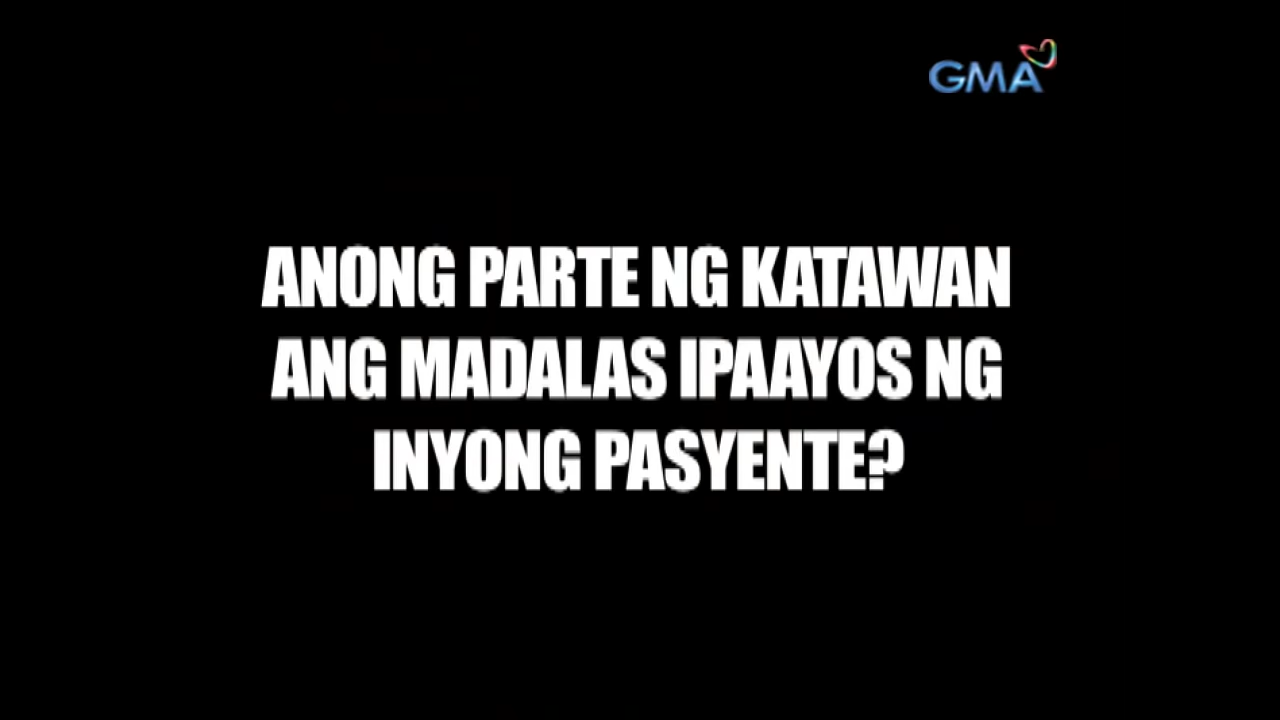 GMA
ANONG PARTE NG KATAWAN
ANG MADALAS IPAAYOS NG
INYONG PASYENTE?